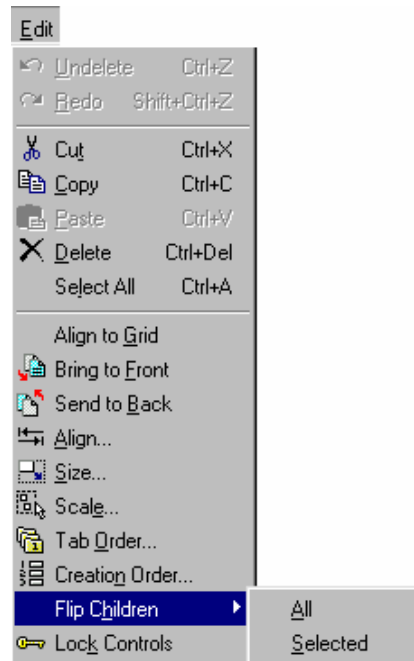 Edit
Undelete Ctrl+Z
Redo Shift+Ctrl+Z
Cut Ctrl+X
Copy Ctrl+C
Paste Ctrl+V
Delete Ctrl+Del
Select All Ctrl+A
Align to Grid
Bring to Front
Send to Back
Align...
Size...
Scale...
Tab Order...
Creation Order...
Flip Children All
Lock Controls Selected